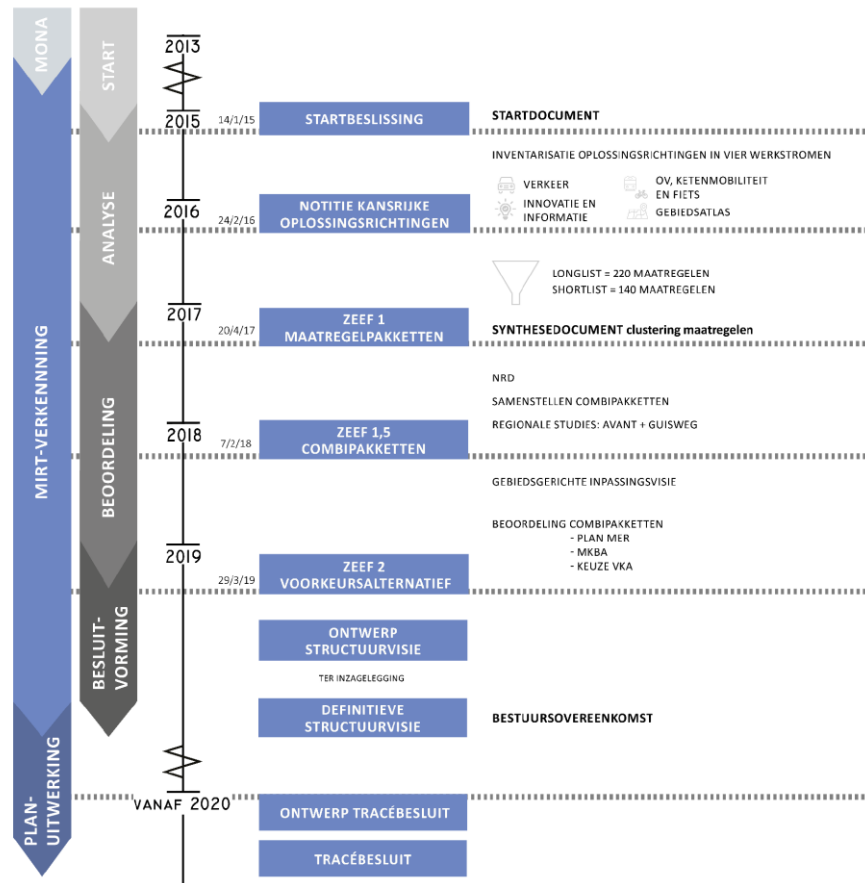 MONA
MIRT-VERKENNNING
PLAN-
UITWERKING
START
ANALYSE
BEOORDELING
BESLUIT-
VORMING
2013
2015
14/1/15
STARTBESLISSING
STARTDOCUMENT
INVENTARISATIE OPLOSSINGSRICHTINGEN IN VIER WERKSTROMEN
VERKEER
OV, KETENMOBILITEIT
EN FIETS
INNOVATIE EN
INFORMATIE
GEBIEDSATLAS
2016
24/2/16
NOTITIE KANSRIJKE
OPLOSSINGSRICHTINGEN
LONGLIST = 220 MAATREGELEN
SHORTLIST = 140 MAATREGELEN
2017
20/4/17
ZEEF 1
MAATREGELPAKKETTEN
SYNTHESEDOCUMENT clustering maatregelen
NRD
SAMENSTELLEN COMBIPAKKETTEN
REGIONALE STUDIES: AVANT + GUISWEG
2018
7/2/18
ZEEF 1,5
COMBIPAKKETTEN
GEBIEDSGERICHTE INPASSINGSVISIE
BEOORDELING COMBIPAKKETTEN
- PLAN MER
- MKBA
- KEUZE VKA
2019
29/3/19
ZEEF 2
VOORKEURSALTERNATIEF
ONTWERP
STRUCTUURVISIE
TER INZAGELEGGING
DEFINITIEVE
STRUCTUURVISIE
BESTUURSOVEREENKOMST
VANAF 2020
ONTWERP TRACÉBESLUIT
TRACÉBESLUIT